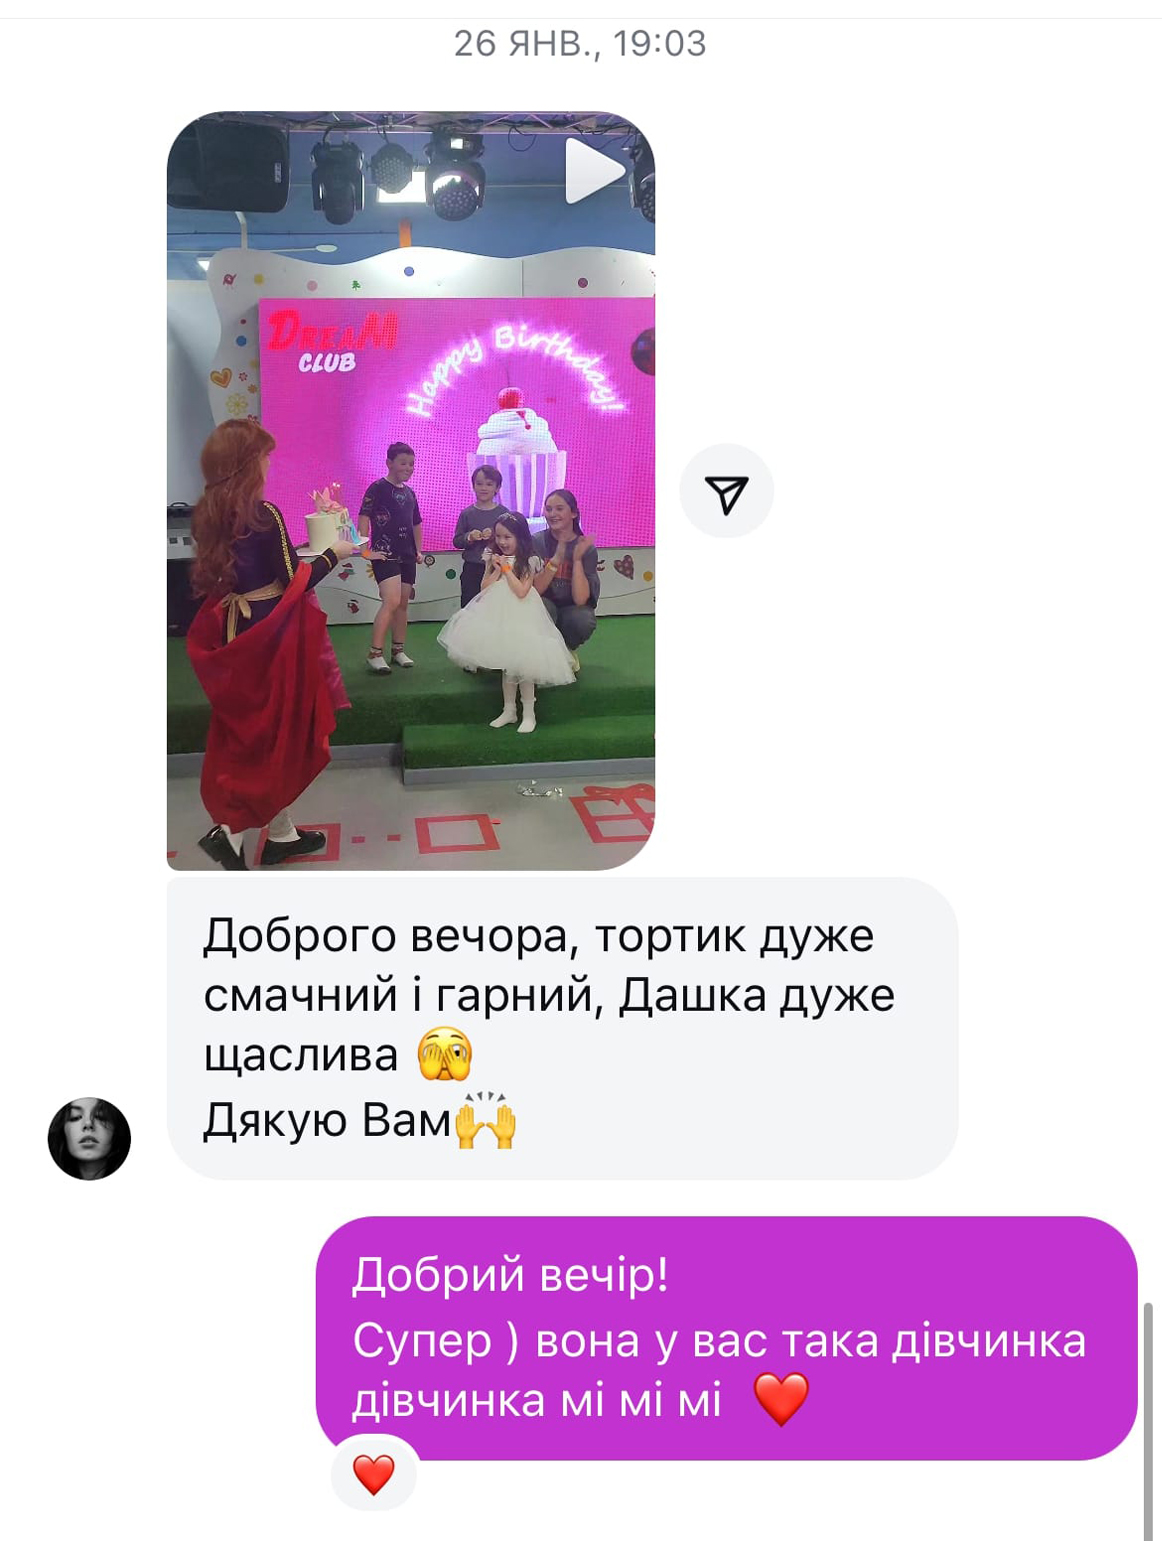 26 ЯНВ., 19:03
DREAM
CLUB
Happy Birthday!
Доброго вечора, тортик дуже
смачний і гарний, Дашка дуже
щаслива 🫣
Дякую Вам🙌
Добрий вечір!
Супер ) вона у вас така дівчинка
дівчинка мі мі мі ❤️
❤️